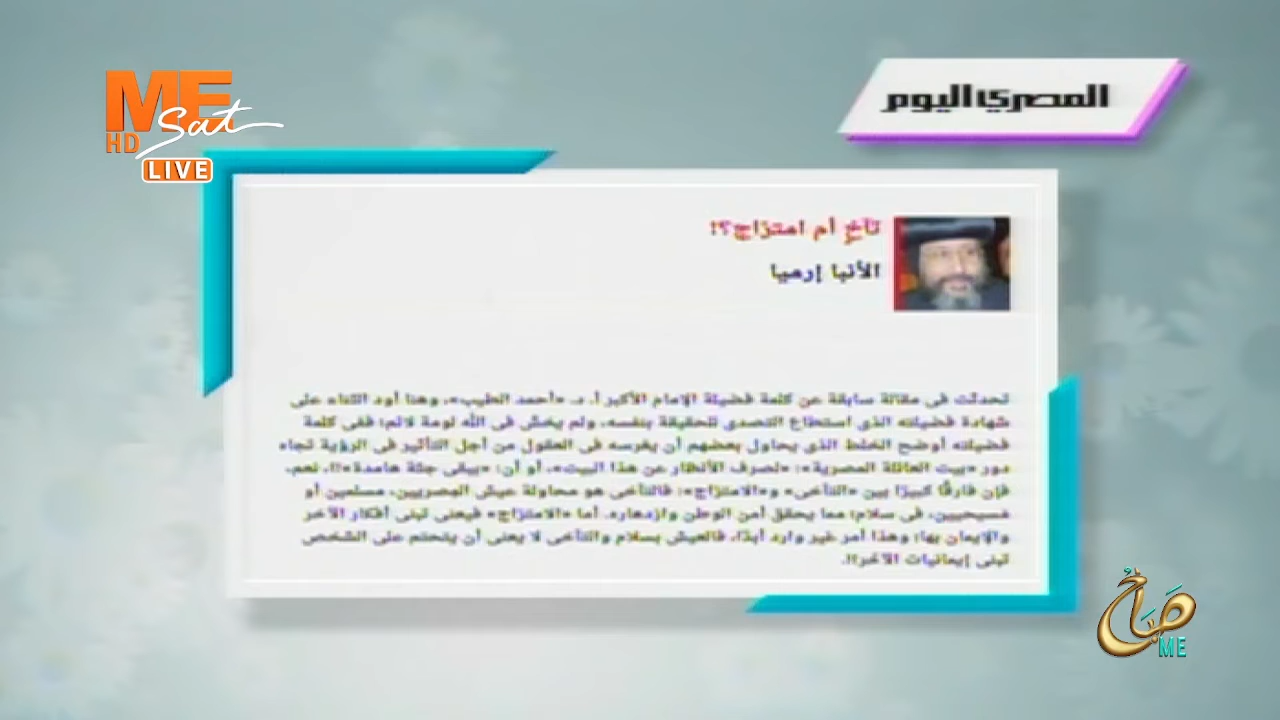 ME
Sat
HD
LIVE
المصري اليوم
تآخٍ أم امتزاج؟!
الأنبا إرميا
تحدثت فى مقالة سابقة عن كلمة فضيلة الإمام الأكبر أ. د. «أحمد الطيب»، وهنا أود الثناء على
شهادة فضيلته الذى استطاع التصدى للحقيقة بنفسه، ولم يخشَ فى الله لومة لائم؛ ففى كلمة
فضيلته أوضح الخلط الذى يحاول بعضهم أن يغرسه فى العقول من أجل التأثير فى الرؤية تجاه
دور «بيت العائلة المصرية»: «لصرف الأنظار عن هذا البيت»، أو أن: «يبقى جثة هامدة»!!. نعم،
فإن فارقًا كبيرًا بين «التآخى» و«الامتزاج»: فالتآخى هو محاولة عيش المصريين، مسلمين أو
مسيحيين، فى سلام؛ مما يحقق أمن الوطن وازدهاره. أما «الامتزاج» فيعنى تبنى أفكار الآخر
والإيمان بها؛ وهذا أمر غير وارد أبدًا، فالعيش بسلام والتآخى لا يعنى أن يتحتم على الشخص
تبنى إيمانيات الآخر!!.
صباح
ME